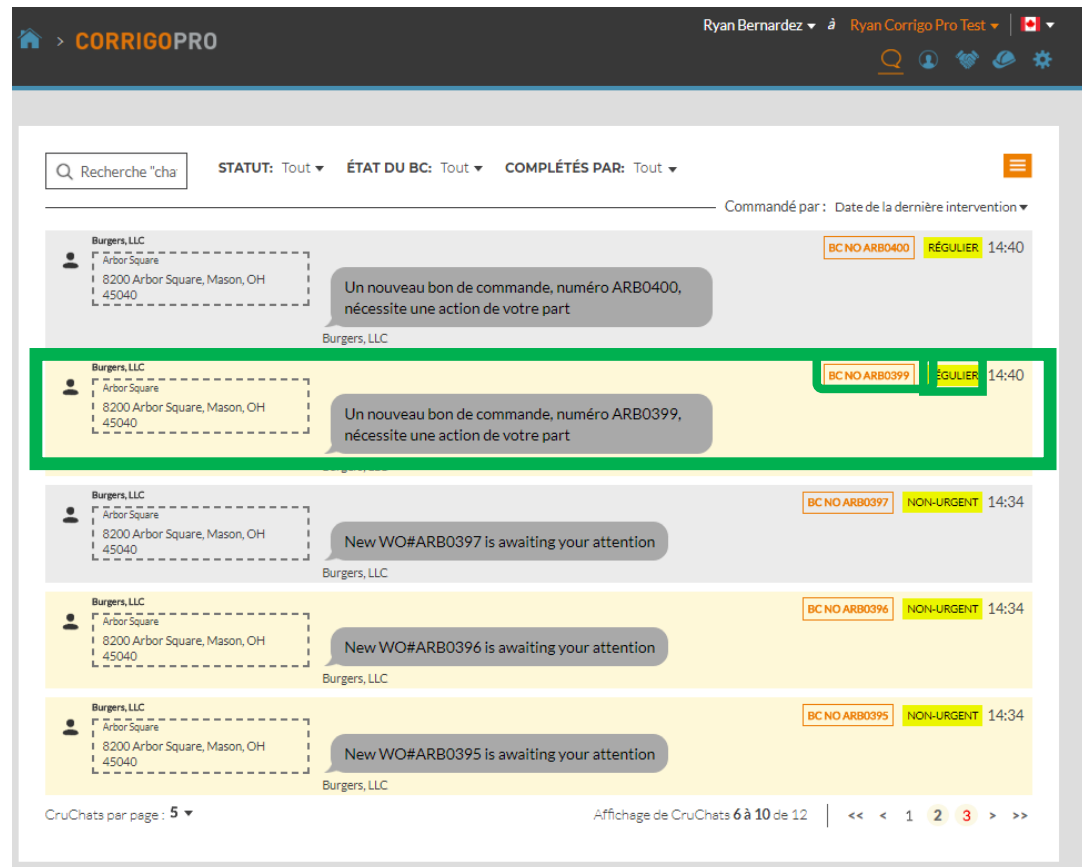 > CORRIGOPRO
Ryan Bernardez à Ryan Corrigo Pro Test
Recherche "cha
STATUT: Tout ÉTAT DU BC: Tout COMPLÉTÉS PAR: Tout
Commandé par : Date de la dernière intervention
Burgers, LLC
Arbor Square
8200 Arbor Square, Mason, OH
45040
Un nouveau bon de commande, numéro ARB0400,
nécessite une action de votre part
Burgers, LLC
BC NO ARB0400 RÉGULIER 14:40
Burgers, LLC
Arbor Square
8200 Arbor Square, Mason, OH
45040
Un nouveau bon de commande, numéro ARB0399,
nécessite une action de votre part
BC NO ARB0399 ÉGULIER 14:40
Burgers, LLC
Arbor Square
8200 Arbor Square, Mason, OH
45040
New WO#ARB0397 is awaiting your attention
Burgers, LLC
BC NO ARB0397 NON-URGENT 14:34
Burgers, LLC
Arbor Square
8200 Arbor Square, Mason, OH
45040
New WO#ARB0396 is awaiting your attention
Burgers, LLC
BC NO ARB0396 NON-URGENT 14:34
Burgers, LLC
Arbor Square
8200 Arbor Square, Mason, OH
45040
New WO#ARB0395 is awaiting your attention
Burgers, LLC
BC NO ARB0395 NON-URGENT 14:34
CruChats par page : 5
Affichage de CruChats 6 à 10 de 12 << < 1 2 3 > >>